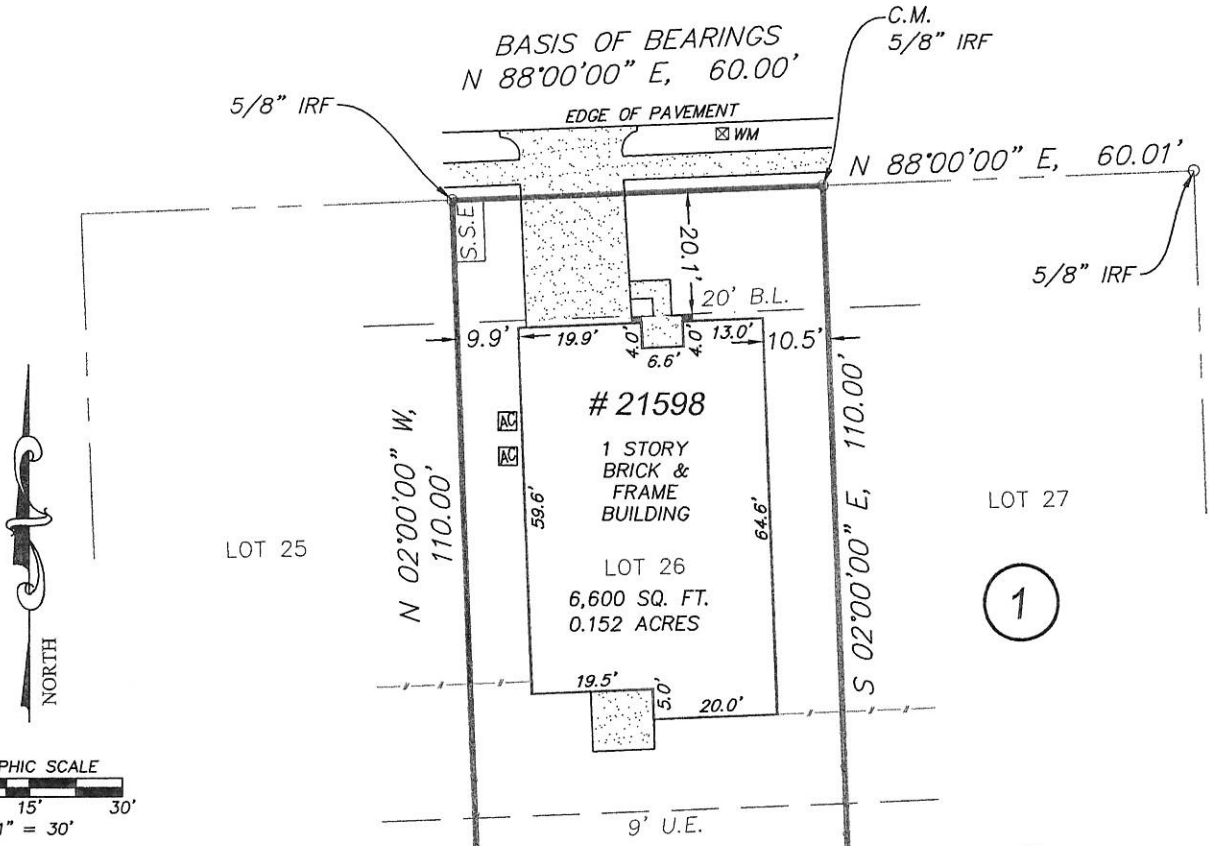 BASIS OF BEARINGS
N 88°00'00" E, 60.00'
C.M.
5/8" IRF
5/8" IRF
EDGE OF PAVEMENT
WM
N 88°00'00" E, 60.01'
5/8" IRF
S.S.E
20.1'
20' B.L.
9.9'
19.9'
4.0'
6.6'
4.0'
13.0'
10.5'
# 21598
1 STORY
BRICK &
FRAME
BUILDING
AC
AC
N 02°00'00" W,
110.00'
59.6'
64.6'
S 02°00'00" E, 110.00'
LOT 25
LOT 26
6,600 SQ. FT.
0.152 ACRES
LOT 27
1
NORTH
19.5'
5.0'
20.0'
PHIC SCALE
15' 30'
1" = 30'
9' U.E.